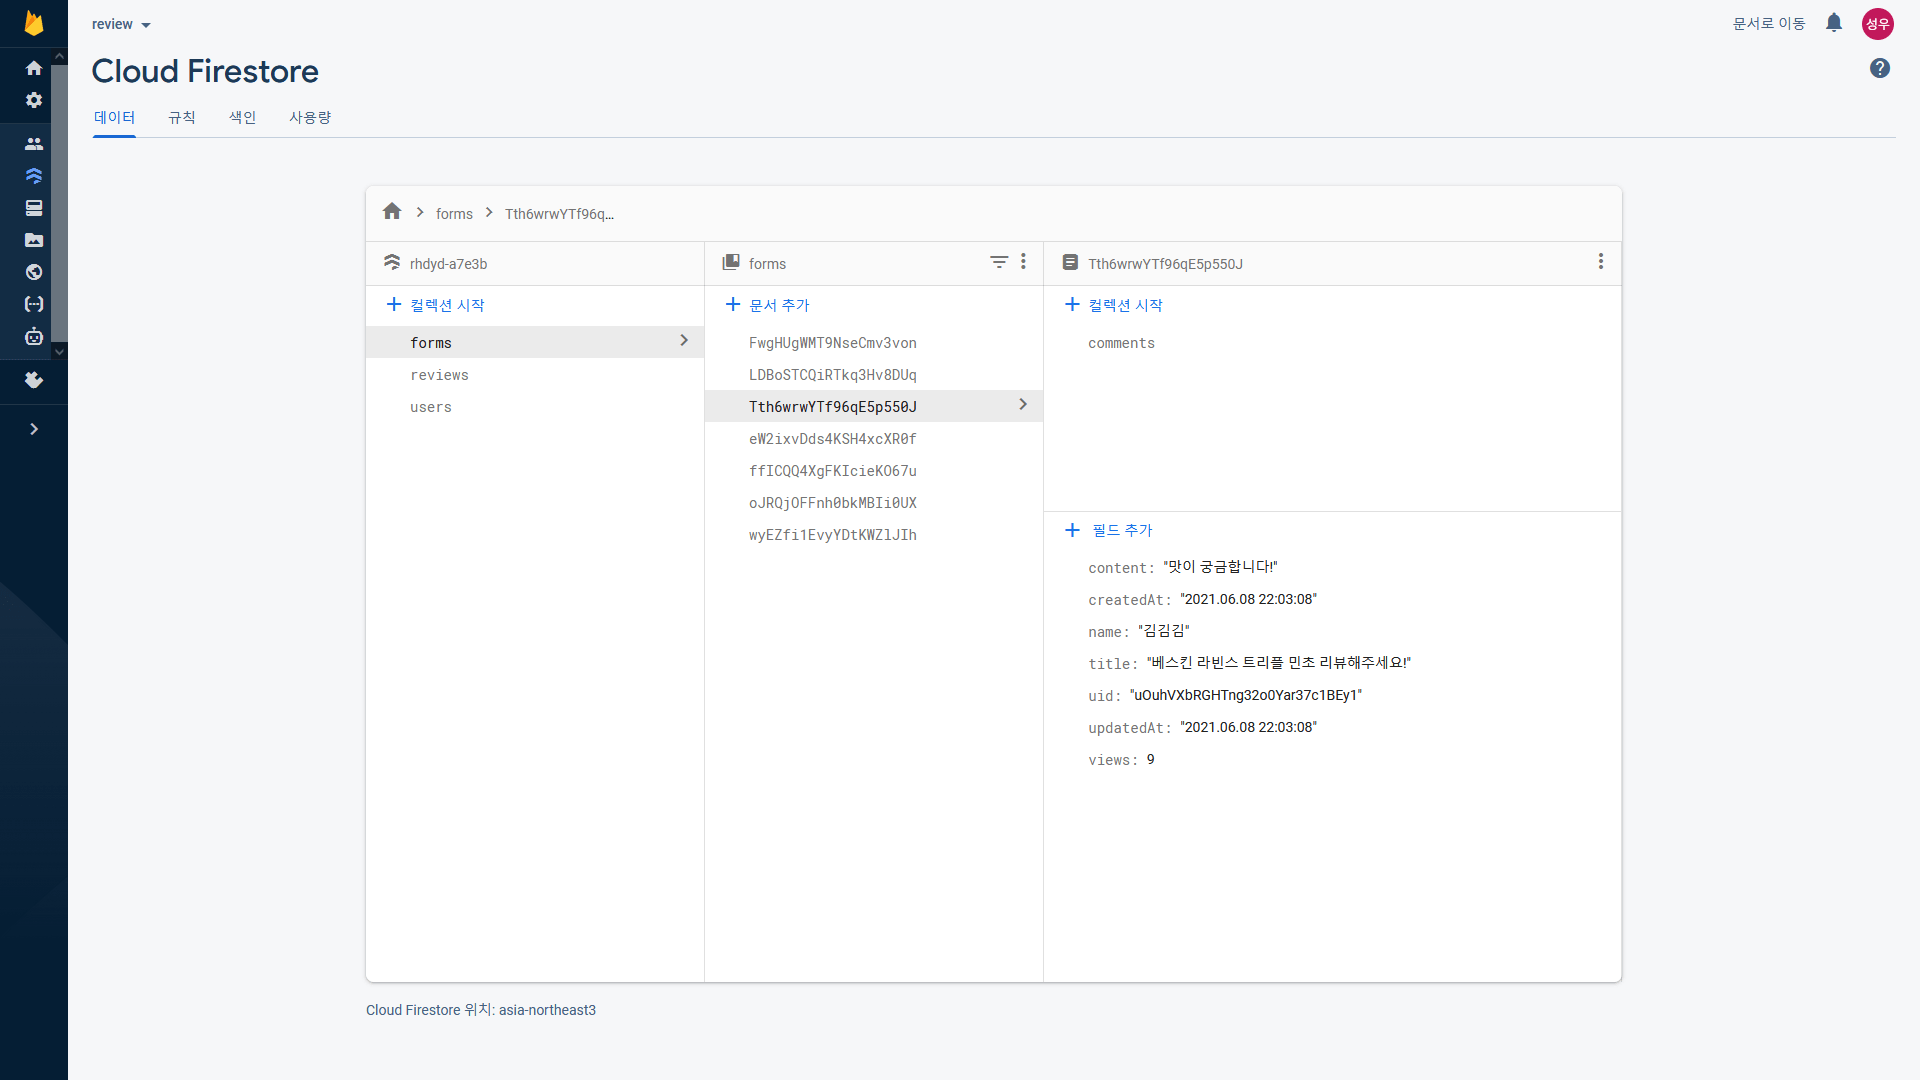 review
문서로 이동
성우
Cloud Firestore
데이터 규칙 색인 사용량
forms Tth6wrwYTf96q...
rhdyd-a7e3b
컬렉션 시작
forms
reviews
users
forms
문서 추가
FwgHUgWMT9NseCmv3von
LDBoSTCQiRTkq3Hv8DUq
Tth6wrwYTf96qE5p550J
eW2ixvDds4KSH4xcXR0f
ffICQQ4XgFKIcieKO67u
oJRQjOFFnh0bkMBIi0UX
wyEZfi1EvyYDtKWZlJIh
Tth6wrwYTf96qE5p550J
컬렉션 시작
comments
필드 추가
content: "맛이 궁금합니다!"
createdAt: "2021.06.08 22:03:08"
name: "김김김"
title: "베스킨 라빈스 트리플 민초 리뷰해주세요!"
uid: "uOuhVXbRGHTng32o0Yar37c1BEy1"
updatedAt: "2021.06.08 22:03:08"
views: 9
Cloud Firestore 위치: asia-northeast3